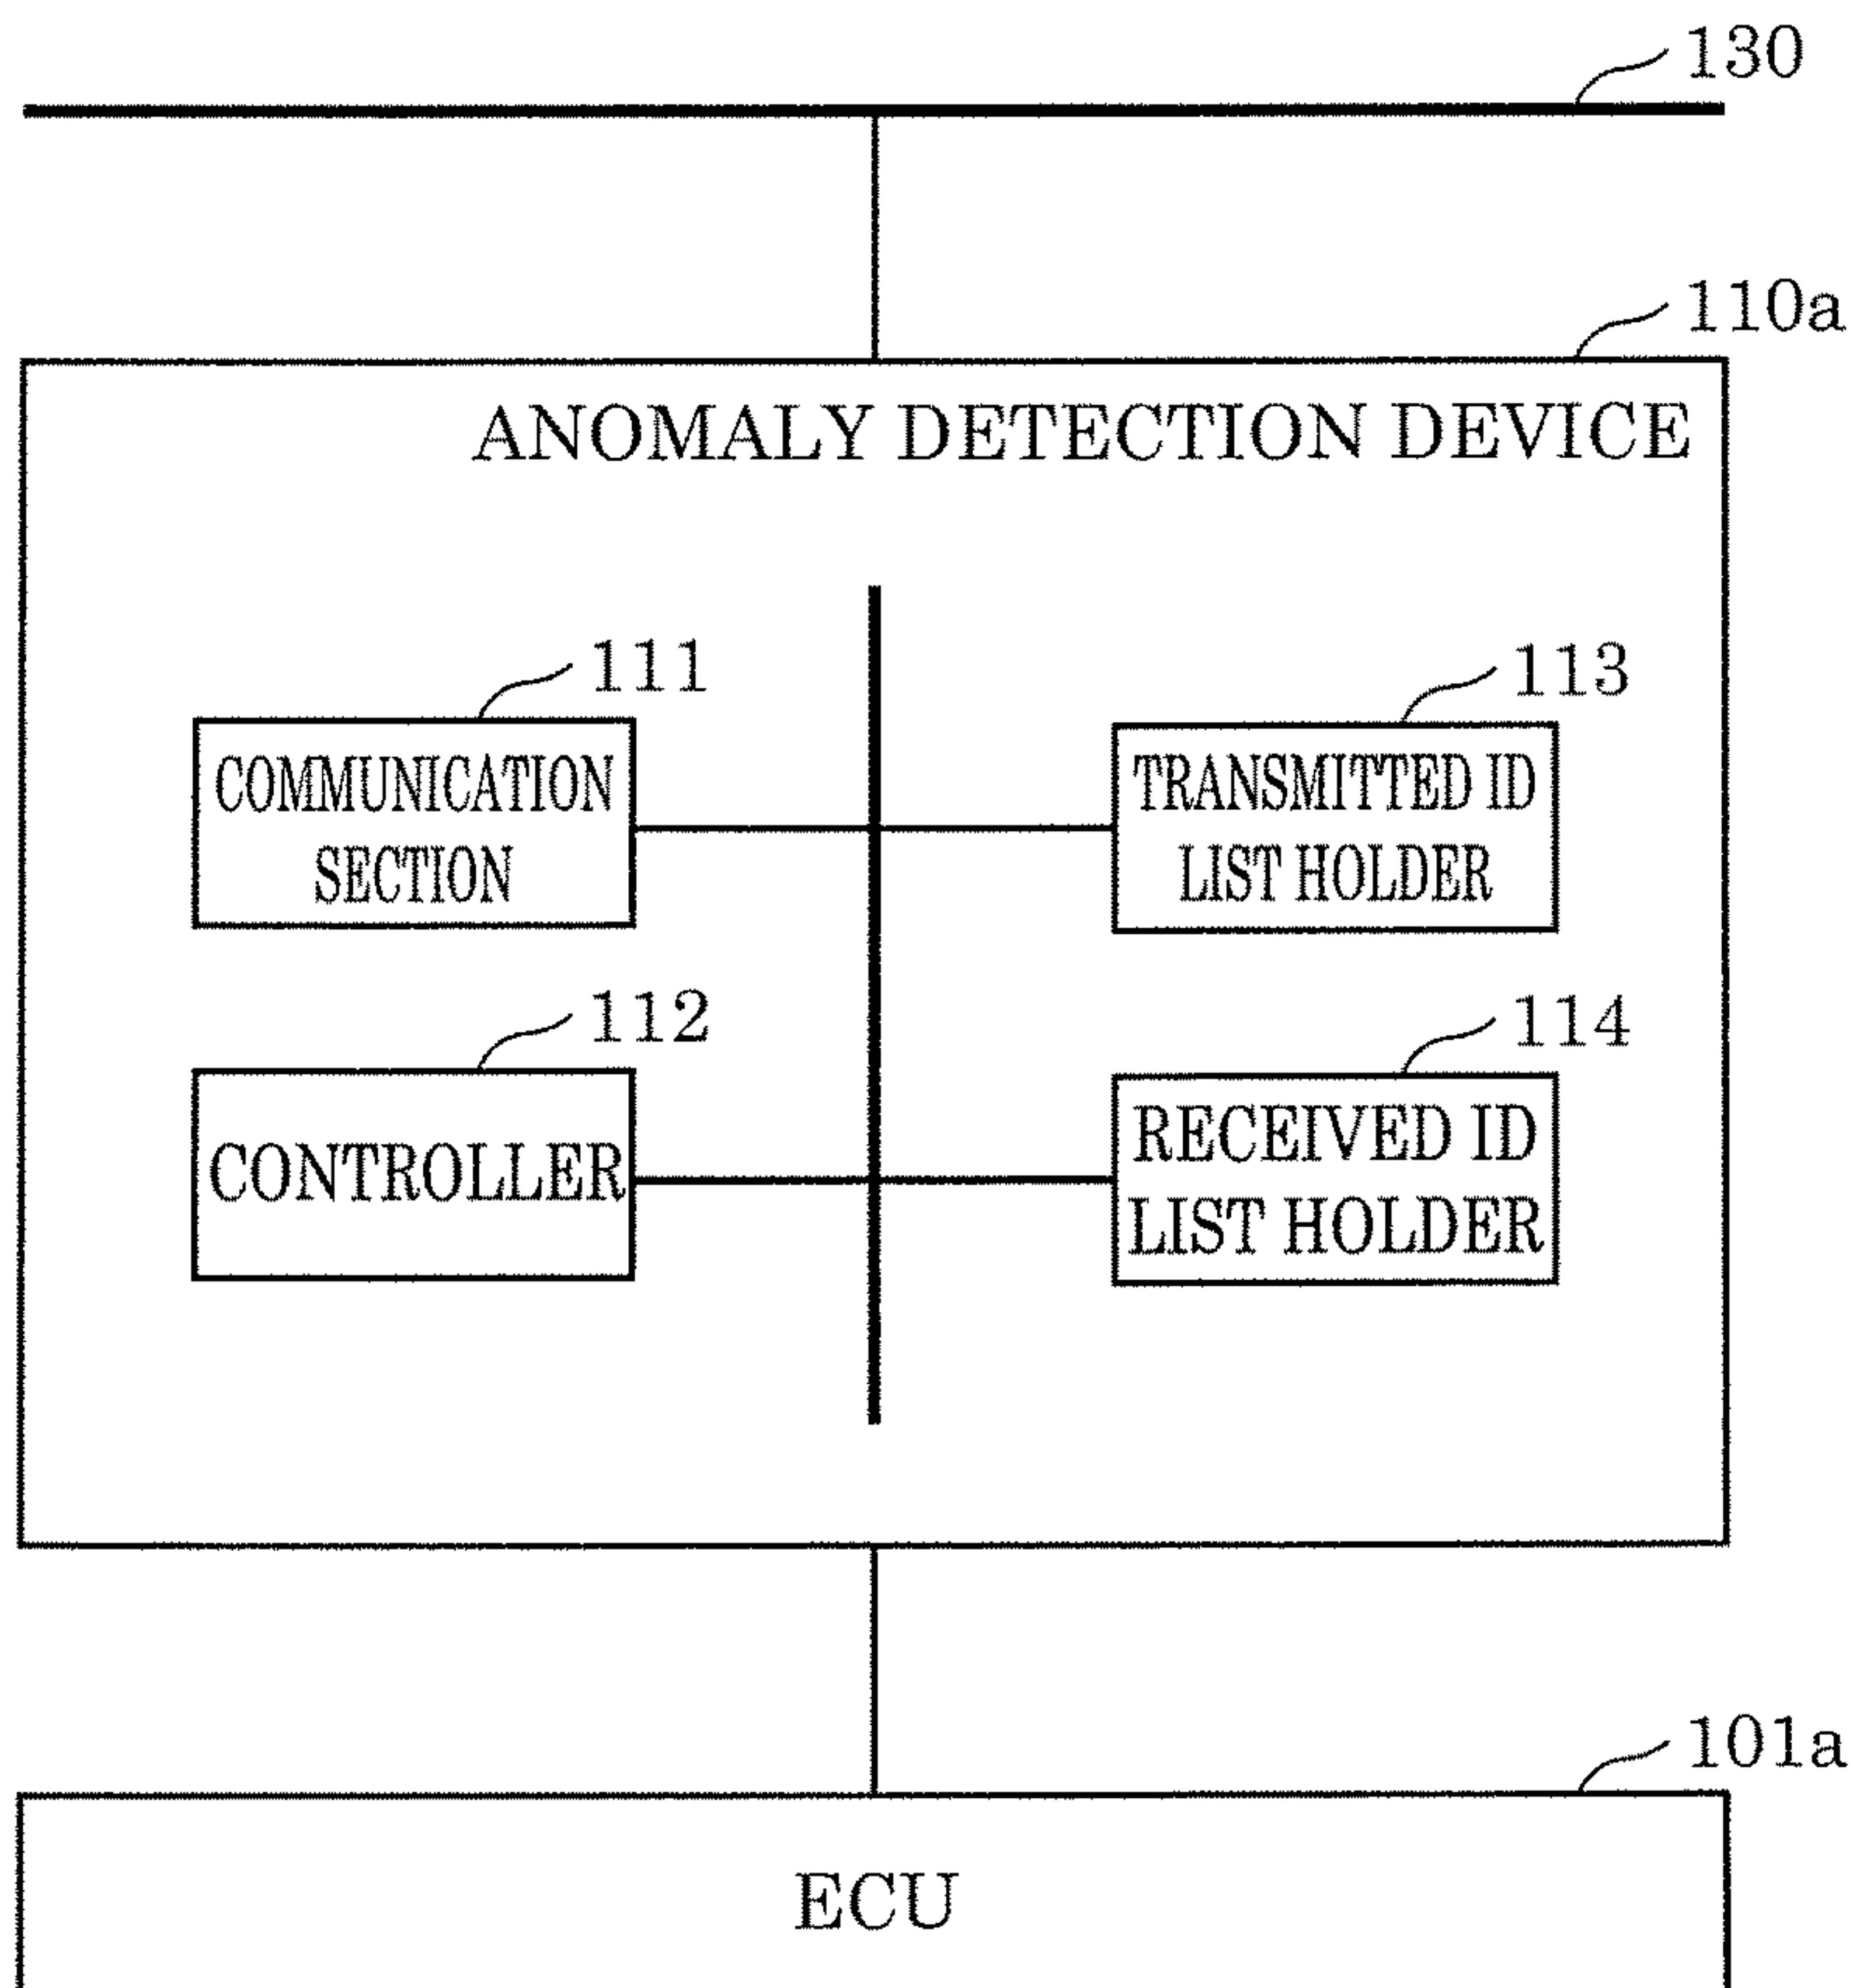 130
110a
ANOMALY DETECTION DEVICE
111
COMMUNICATION
SECTION
113
TRANSMITTED ID
LIST HOLDER
112
CONTROLLER
114
RECEIVED ID
LIST HOLDER
101a
ECU